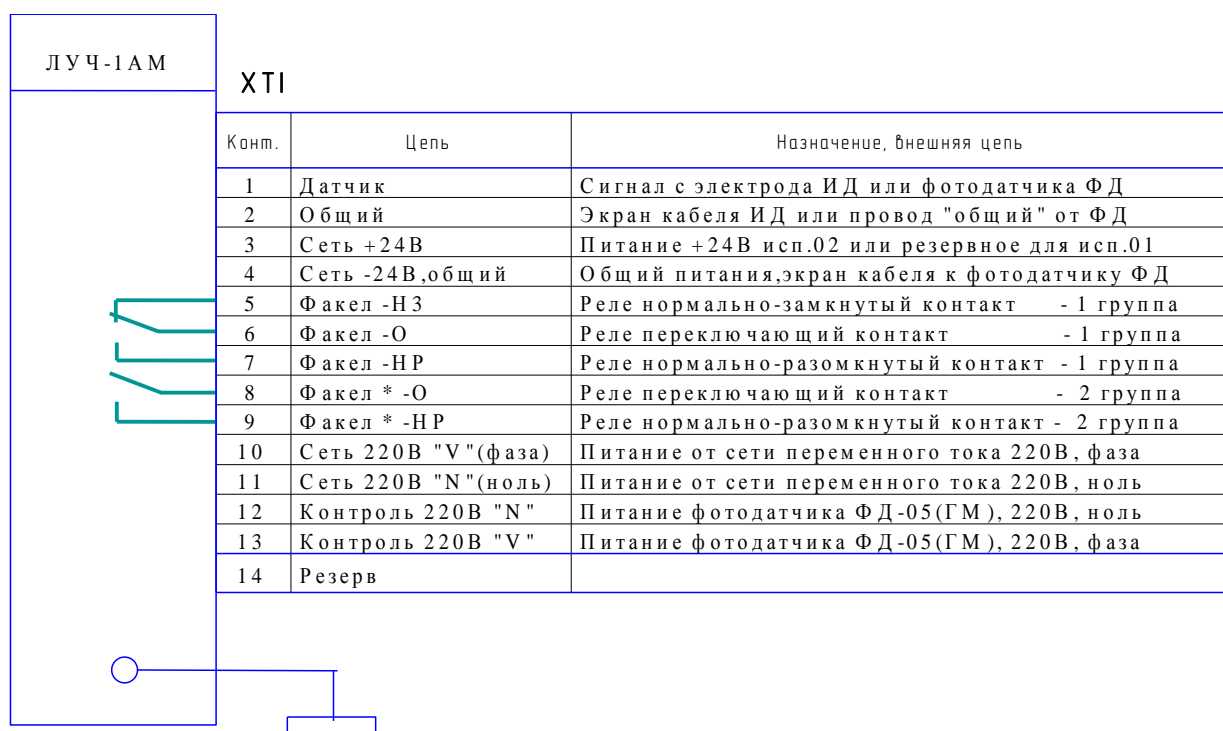 ЛУЧ-1АМ
XT1
Конт. Цепь Назначение, внешняя цепь
1 Датчик Сигнал с электрода ИД или фотодатчика ФД
2 Общий Экран кабеля ИД или провод "общий" от ФД
3 Сеть +24В Питание +24В исп.02 или резервное для исп.01
4 Сеть -24В,общий Общий питания,экран кабеля к фотодатчику ФД
5 Факел -НЗ Реле нормально-замкнутый контакт - 1 группа
6 Факел -О Реле переключающий контакт - 1 группа
7 Факел -НР Реле нормально-разомкнутый контакт - 1 группа
8 Факел * -О Реле переключающий контакт - 2 группа
9 Факел * -НР Реле нормально-разомкнутый контакт - 2 группа
10 Сеть 220В "V"(фаза) Питание от сети переменного тока 220В, фаза
11 Сеть 220В "N"(ноль) Питание от сети переменного тока 220В, ноль
12 Контроль 220В "N" Питание фотодатчика ФД-05(ГМ), 220В, ноль
13 Контроль 220В "V" Питание фотодатчика ФД-05(ГМ), 220В, фаза
14 Резерв